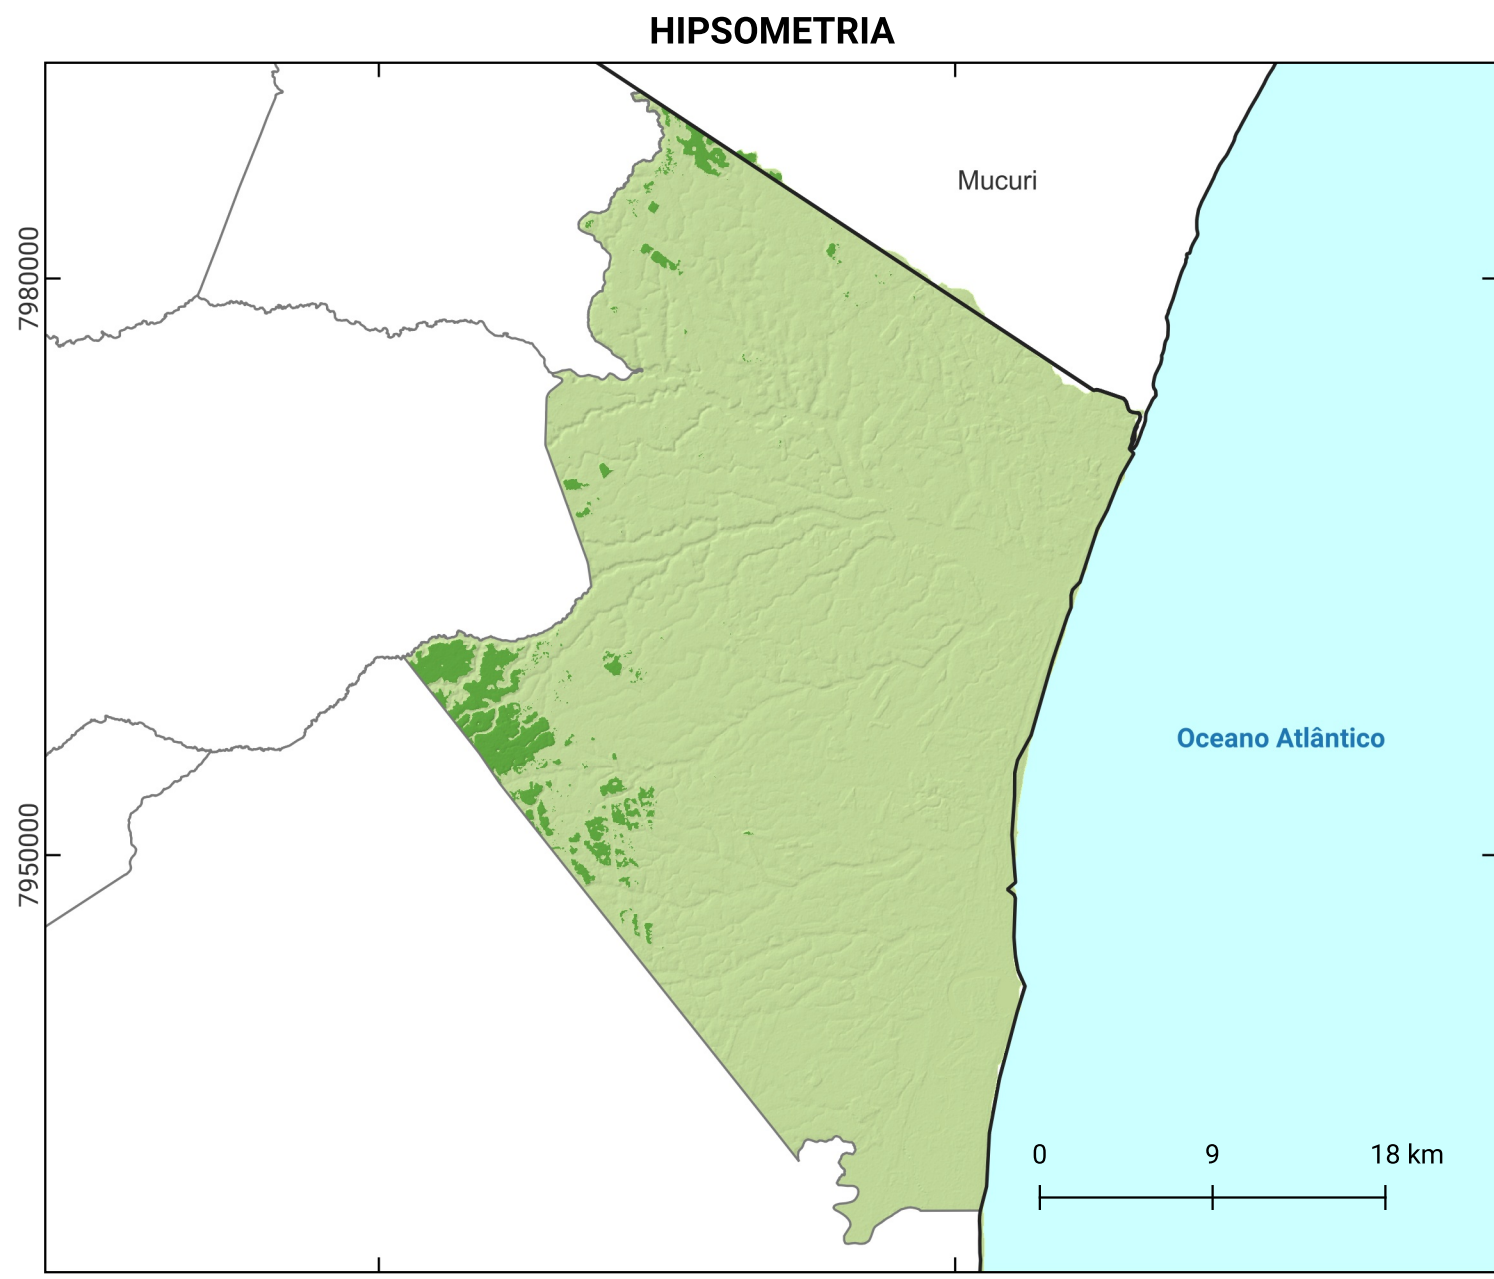 HIPSOMETRIA
Mucuri
7980000
Oceano Atlântico
7950000
0 9 18 km